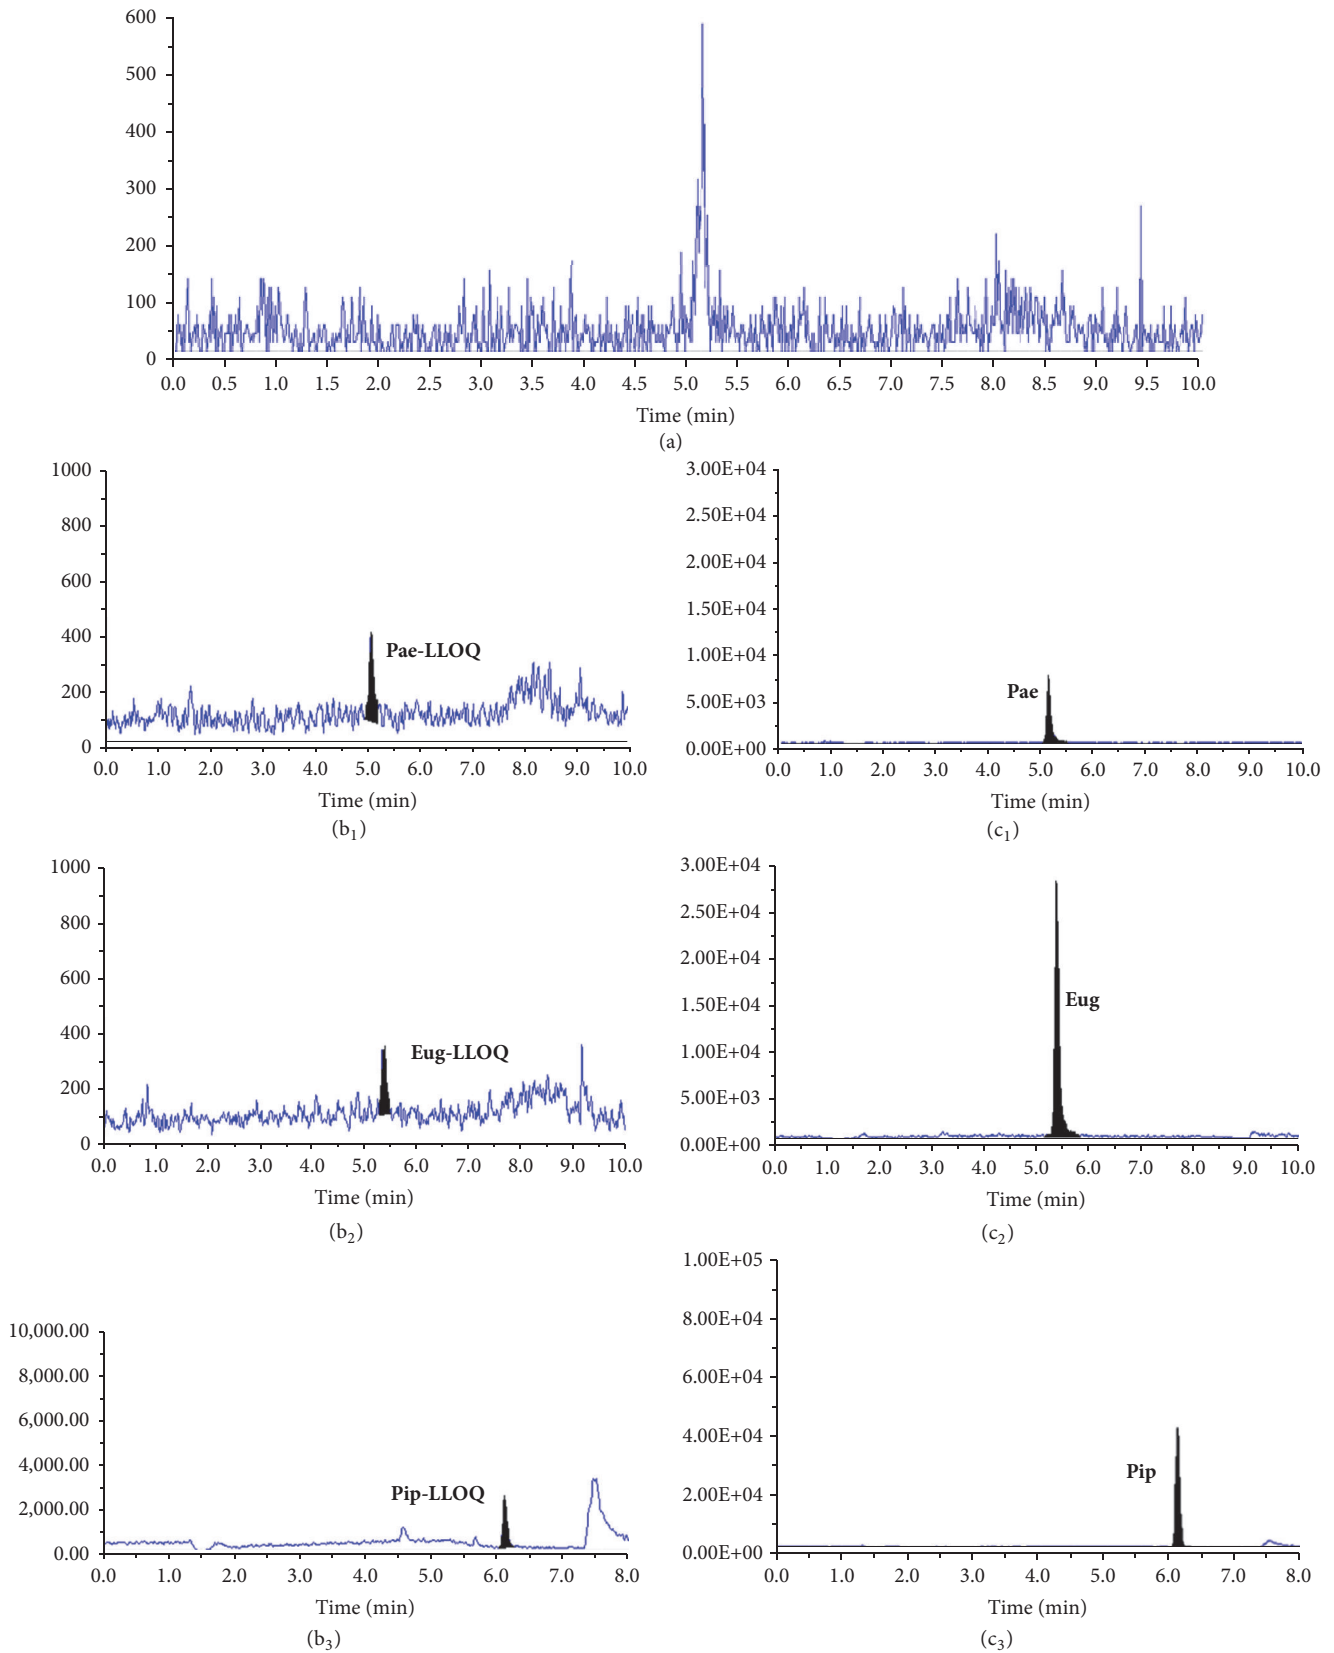 600
500
400
300
200
100
0
0.0 0.5 1.0 1.5 2.0 2.5 3.0 3.5 4.0 4.5 5.0 5.5 6.0 6.5 7.0 7.5 8.0 8.5 9.0 9.5 10.0
Time (min)
(a)
1000
800
600
400
200
0
Pae-LLOQ
0.0 1.0 2.0 3.0 4.0 5.0 6.0 7.0 8.0 9.0 10.0
Time (min)
(b1)
3.00E+04
2.50E+04
2.00E+04
1.50E+04
1.00E+04
5.00E+03
0.00E+00
Pae
0.0 1.0 2.0 3.0 4.0 5.0 6.0 7.0 8.0 9.0 10.0
Time (min)
(c1)
1000
800
600
400
200
0
Eug-LLOQ
0.0 1.0 2.0 3.0 4.0 5.0 6.0 7.0 8.0 9.0 10.0
Time (min)
(b2)
3.00E+04
2.50E+04
2.00E+04
1.50E+04
1.00E+04
5.00E+03
0.00E+00
Eug
0.0 1.0 2.0 3.0 4.0 5.0 6.0 7.0 8.0 9.0 10.0
Time (min)
(c2)
10,000.00
8,000.00
6,000.00
4,000.00
2,000.00
0.00
Pip-LLOQ
0.0 1.0 2.0 3.0 4.0 5.0 6.0 7.0 8.0
Time (min)
(b3)
1.00E+05
8.00E+04
6.00E+04
4.00E+04
2.00E+04
0.00E+00
Pip
0.0 1.0 2.0 3.0 4.0 5.0 6.0 7.0 8.0
Time (min)
(c3)